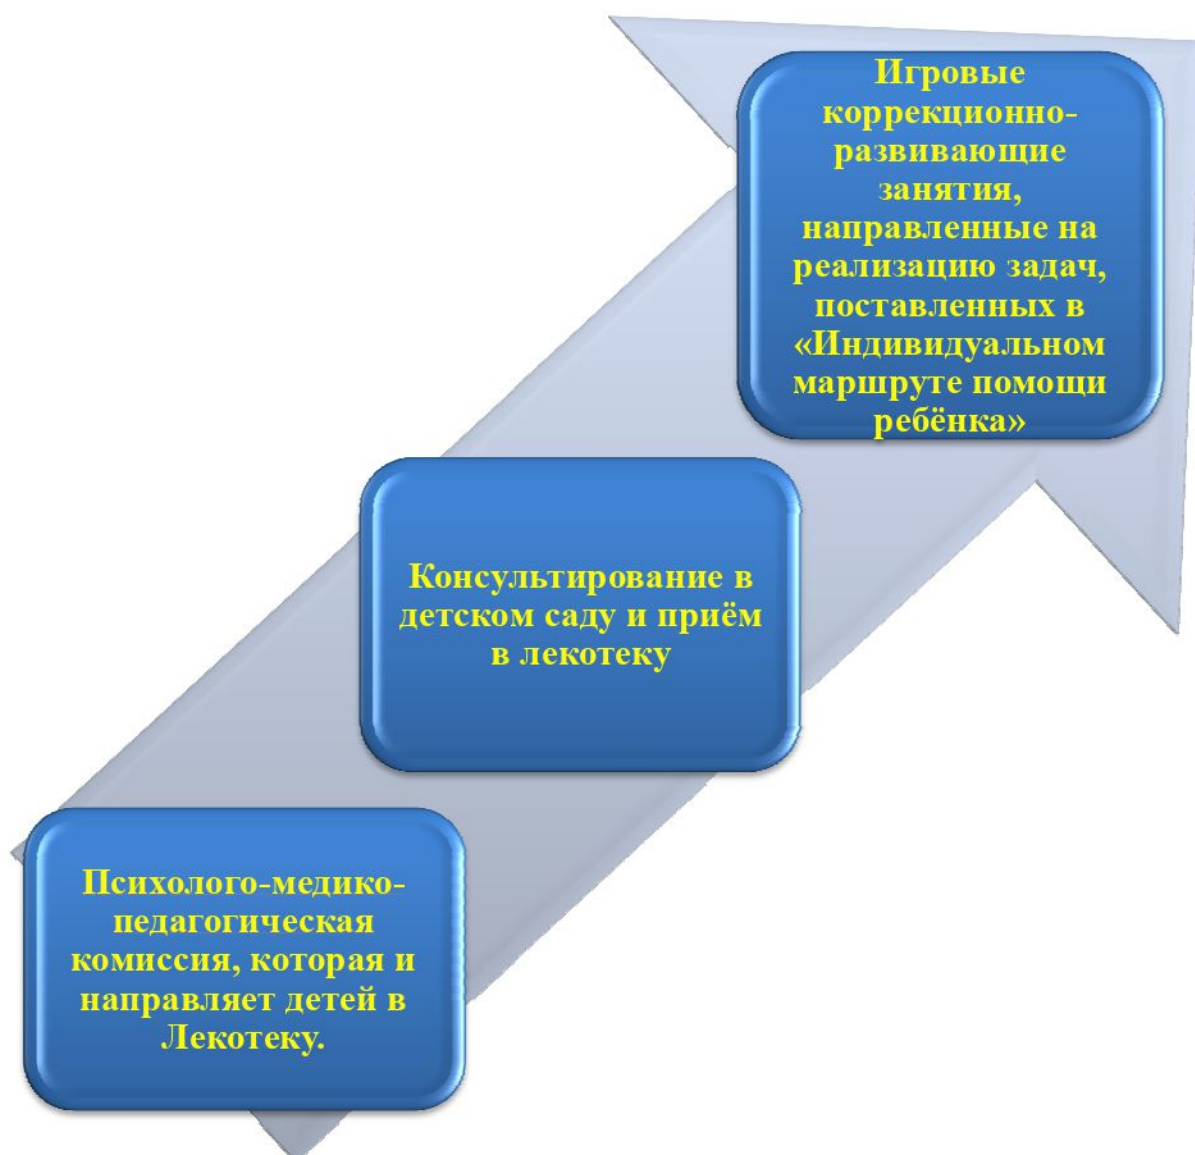 Игровые
коррекционно-
развивающие
занятия,
направленные на
реализацию задач,
поставленных в
«Индивидуальном
маршруте помощи
ребёнка»
Консультирование в
детском саду и приём
в лекотеку
Психолого-медико-
педагогическая
комиссия, которая и
направляет детей в
Лекотеку.